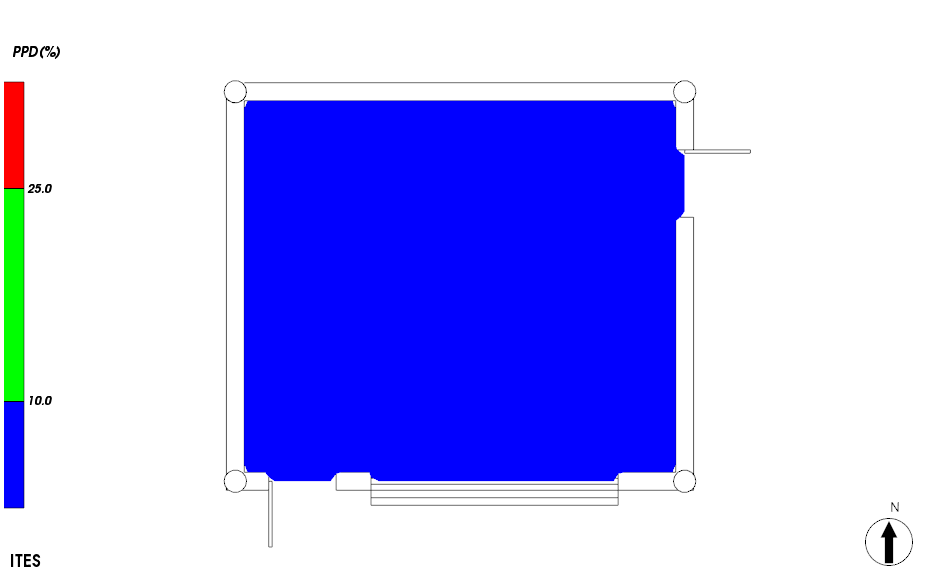 PPD(%)
25.0
10.0
N
ITES